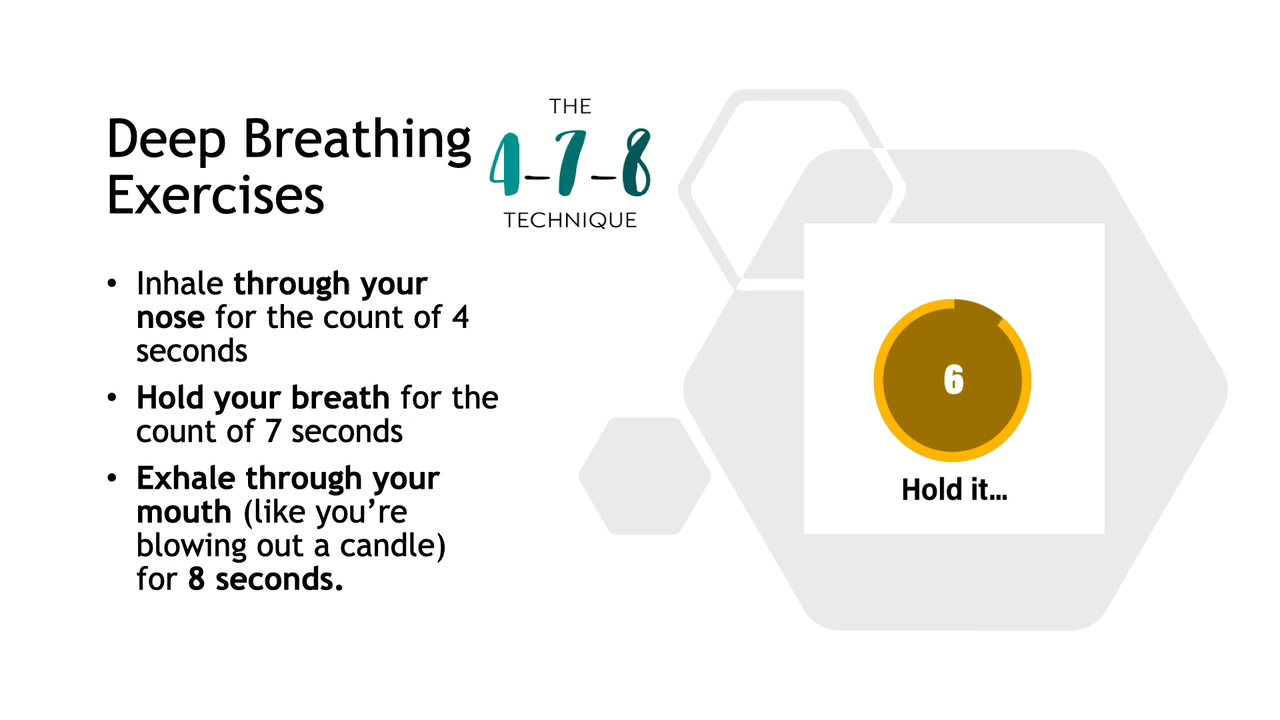 Deep Breathing
Exercises
THE
4-7-8
TECHNIQUE
• Inhale through your
nose for the count of 4
seconds
• Hold your breath for the
count of 7 seconds
• Exhale through your
mouth (like you’re
blowing out a candle)
for 8 seconds.
6
Hold it...